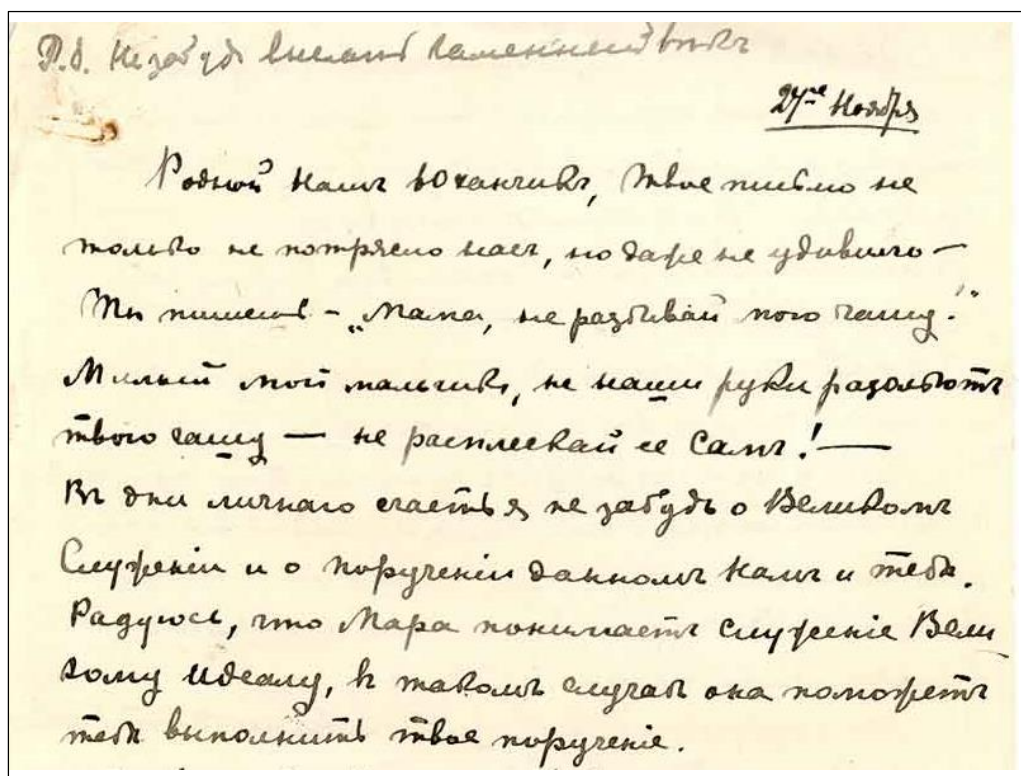 P.S. Не забудь выслать каменный вѣкъ
24ое Ноября
Родной нашъ Юханчикъ, твое письмо не
только не потрясло насъ, но даже не удивило —
Ты пишешь — „Мама, не разбивай мою чашу."
Милый мой мальчикъ, не наши руки разольютъ
твою чашу — не расплескай ее Самъ! —
Въ дни личнаго счастья не забудь о Великомъ
Служеніи и о порученіи данномъ намъ и тебѣ.
Радуюсь, что Мара понимаетъ служеніе Вели
кому идеалу, в такомъ случаѣ она поможетъ
тебѣ выполнить твое порученіе.